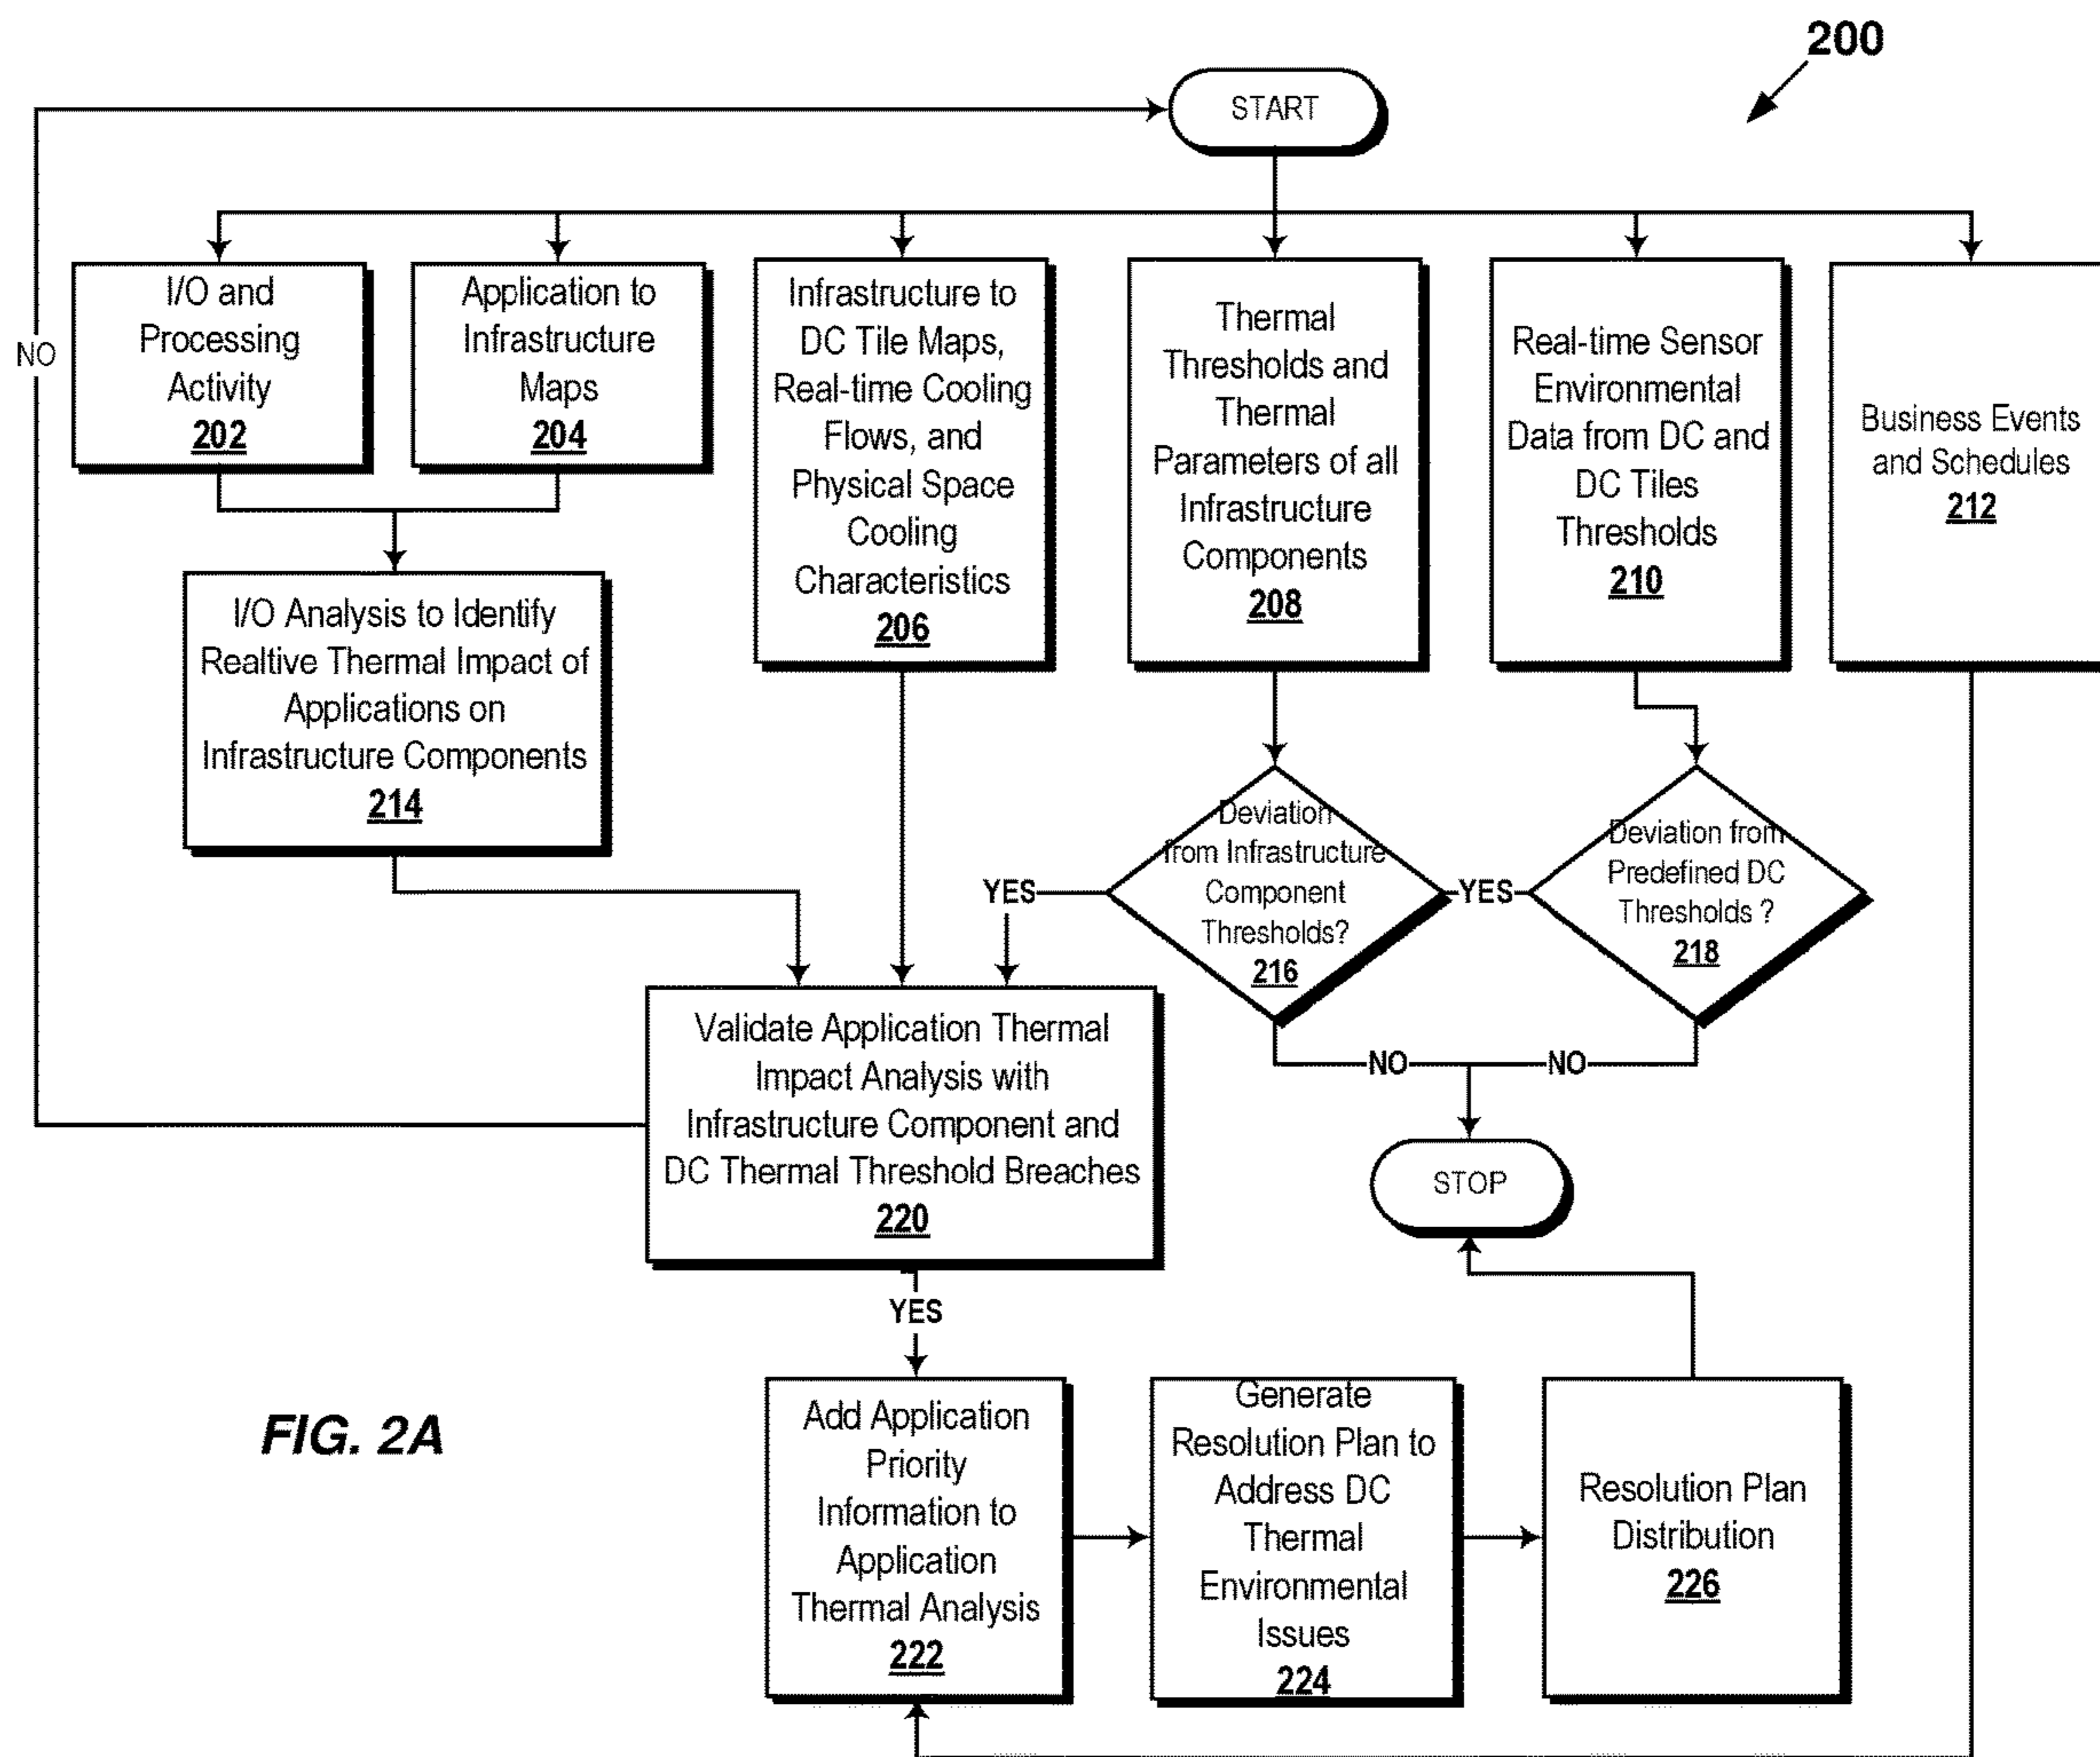 200
START
NO
I/O and
Processing
Activity
202
Application to
Infrastructure
Maps
204
Infrastructure to
DC Tile Maps,
Real-time Cooling
Flows, and
Physical Space
Cooling
Characteristics
206
Thermal
Thresholds and
Thermal
Parameters of all
Infrastructure
Components
208
Real-time Sensor
Environmental
Data from DC and
DC Tiles
Thresholds
210
Business Events
and Schedules
212
I/O Analysis to Identify
Realtive Thermal Impact of
Applications on
Infrastructure Components
214
YES
Deviation
from Infrastructure
Component
Thresholds?
216
YES
Deviation from
Predefined DC
Thresholds ?
218
NO
NO
Validate Application Thermal
Impact Analysis with
Infrastructure Component and
DC Thermal Threshold Breaches
220
STOP
YES
Add Application
Priority
Information to
Application
Thermal Analysis
222
Generate
Resolution Plan to
Address DC
Thermal
Environmental
Issues
224
Resolution Plan
Distribution
226
FIG. 2A